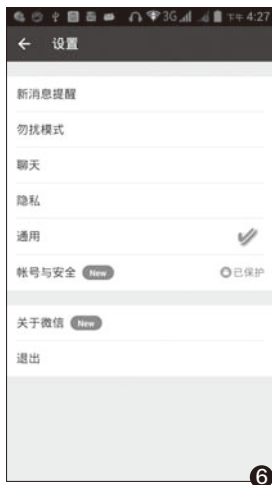 3G 下午4:27
← 设置
新消息提醒
勿扰模式
聊天
隐私
通用
帐号与安全 New 已保护
关于微信 New
退出
6